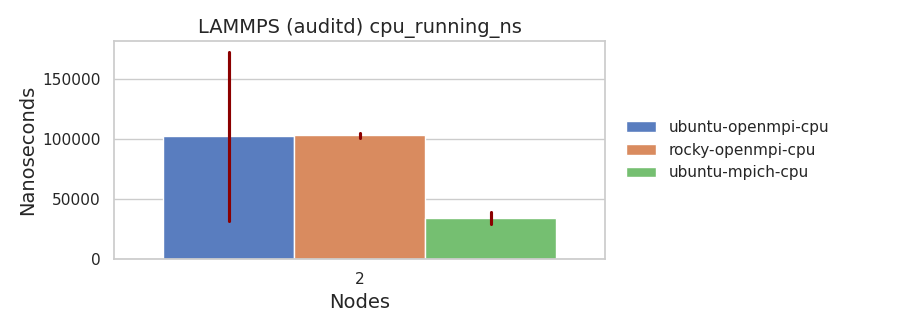 LAMMPS (auditd) cpu_running_ns
Nanoseconds
150000
100000
50000
0
2
Nodes
ubuntu-openmpi-cpu
rocky-openmpi-cpu
ubuntu-mpich-cpu